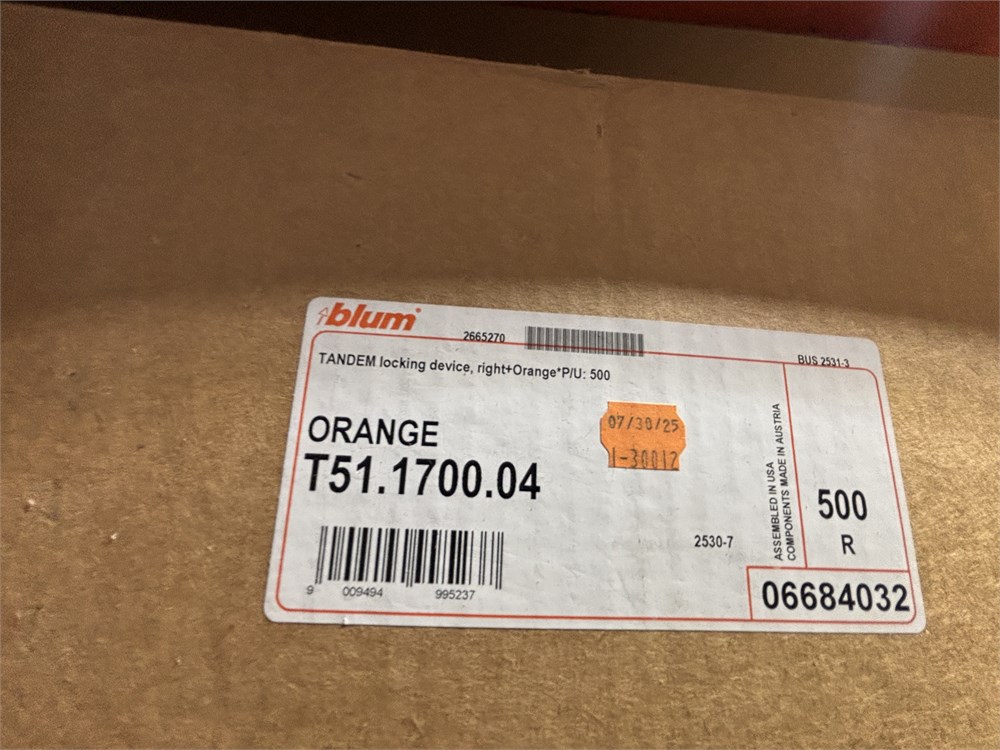 blum
2665270
BUS 2531-3
TANDEM locking device, right+Orange*P/U: 500
ORANGE
T51.1700.04
07/30/25
1-30012
ASSEMBLED IN USA
COMPONENTS MADE IN AUSTRIA
500
R
2530-7
9 009494 995237
06684032